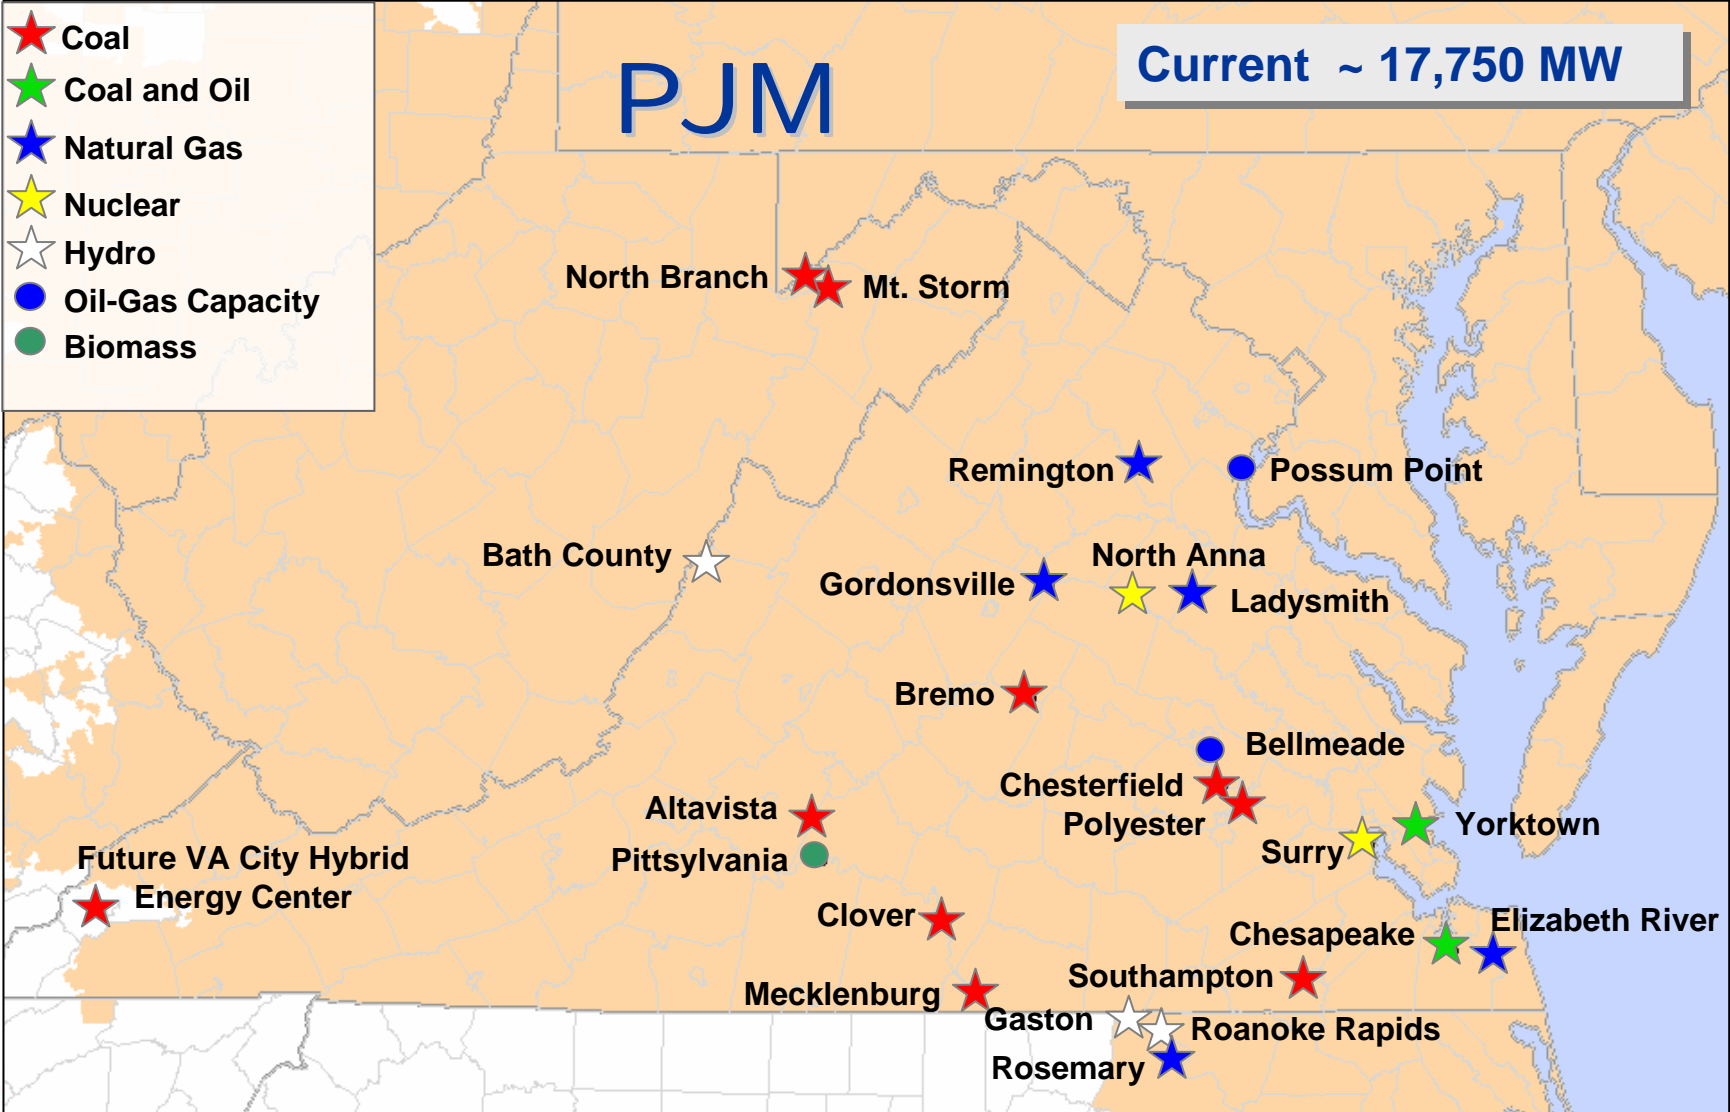 Coal
Coal and Oil
Natural Gas
Nuclear
Hydro
Oil-Gas Capacity
Biomass
PJM
Current ~ 17,750 MW
North Branch
Mt. Storm
Remington
Possum Point
Bath County
North Anna
Gordonsville
Ladysmith
Bremo
Bellmeade
Chesterfield
Polyester
Altavista
Pittsylvania
Surry
Yorktown
Future VA City Hybrid
Energy Center
Clover
Chesapeake
Elizabeth River
Southampton
Mecklenburg
Gaston
Roanoke Rapids
Rosemary